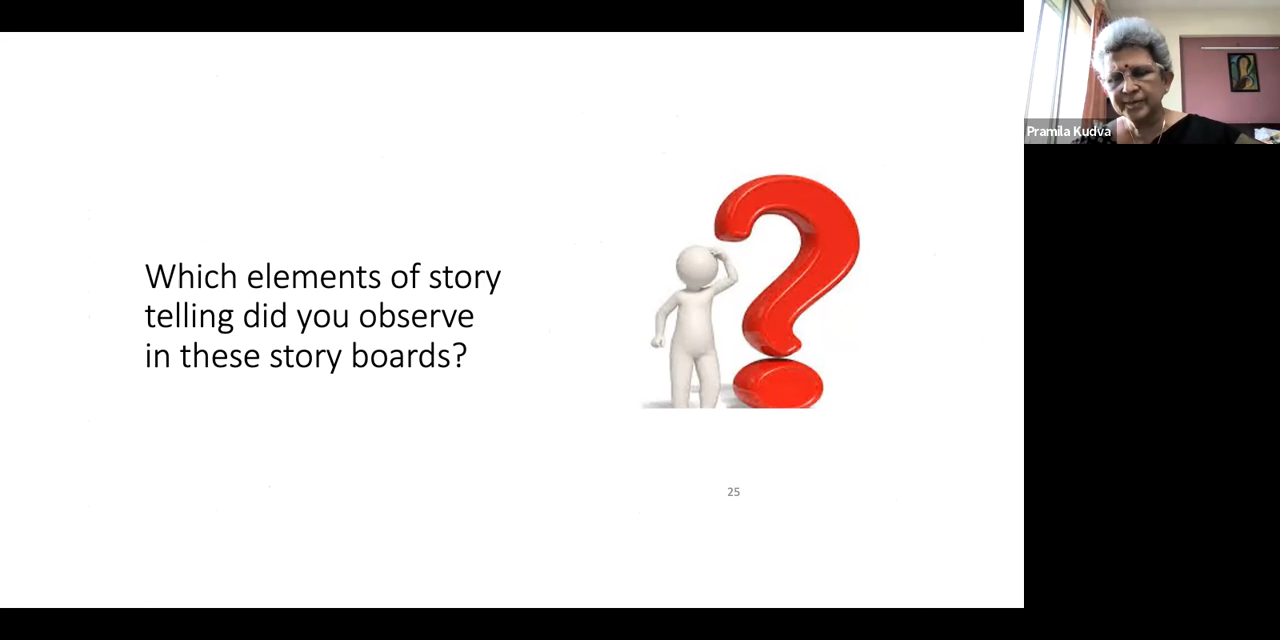 Which elements of story
telling did you observe
in these story boards?
25
Pramila Kudva